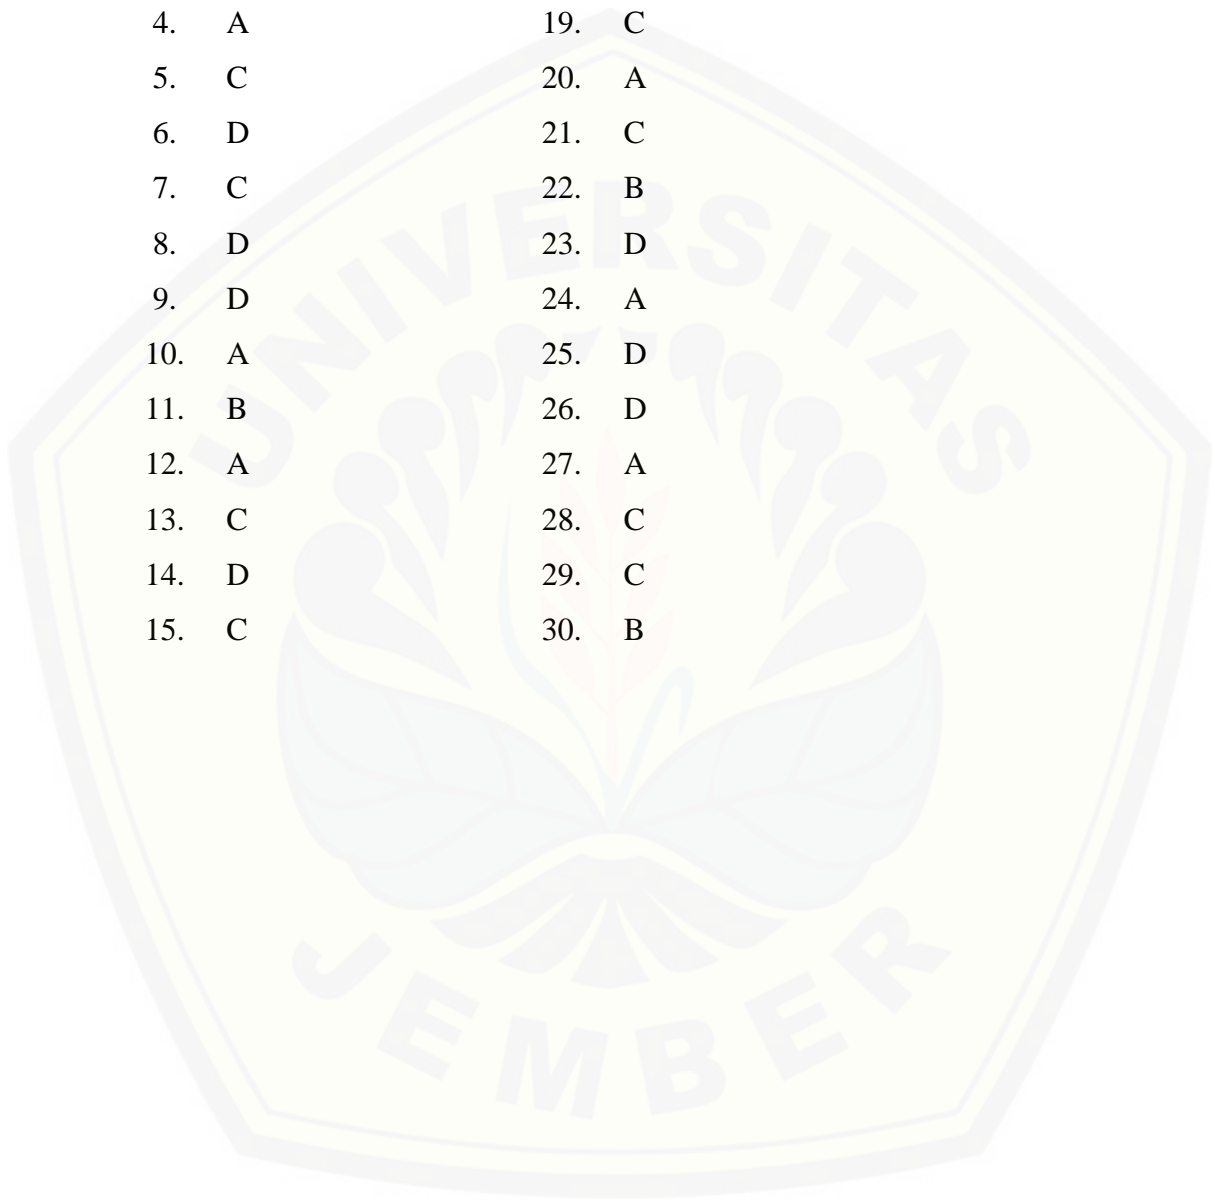 4. A
5. C
6. D
7. C
8. D
9. D
10. A
11. B
12. A
13. C
14. D
15. C
19. C
20. A
21. C
22. B
23. D
24. A
25. D
26. D
27. A
28. C
29. C
30. B
UNIVERSITAS
JEMBER